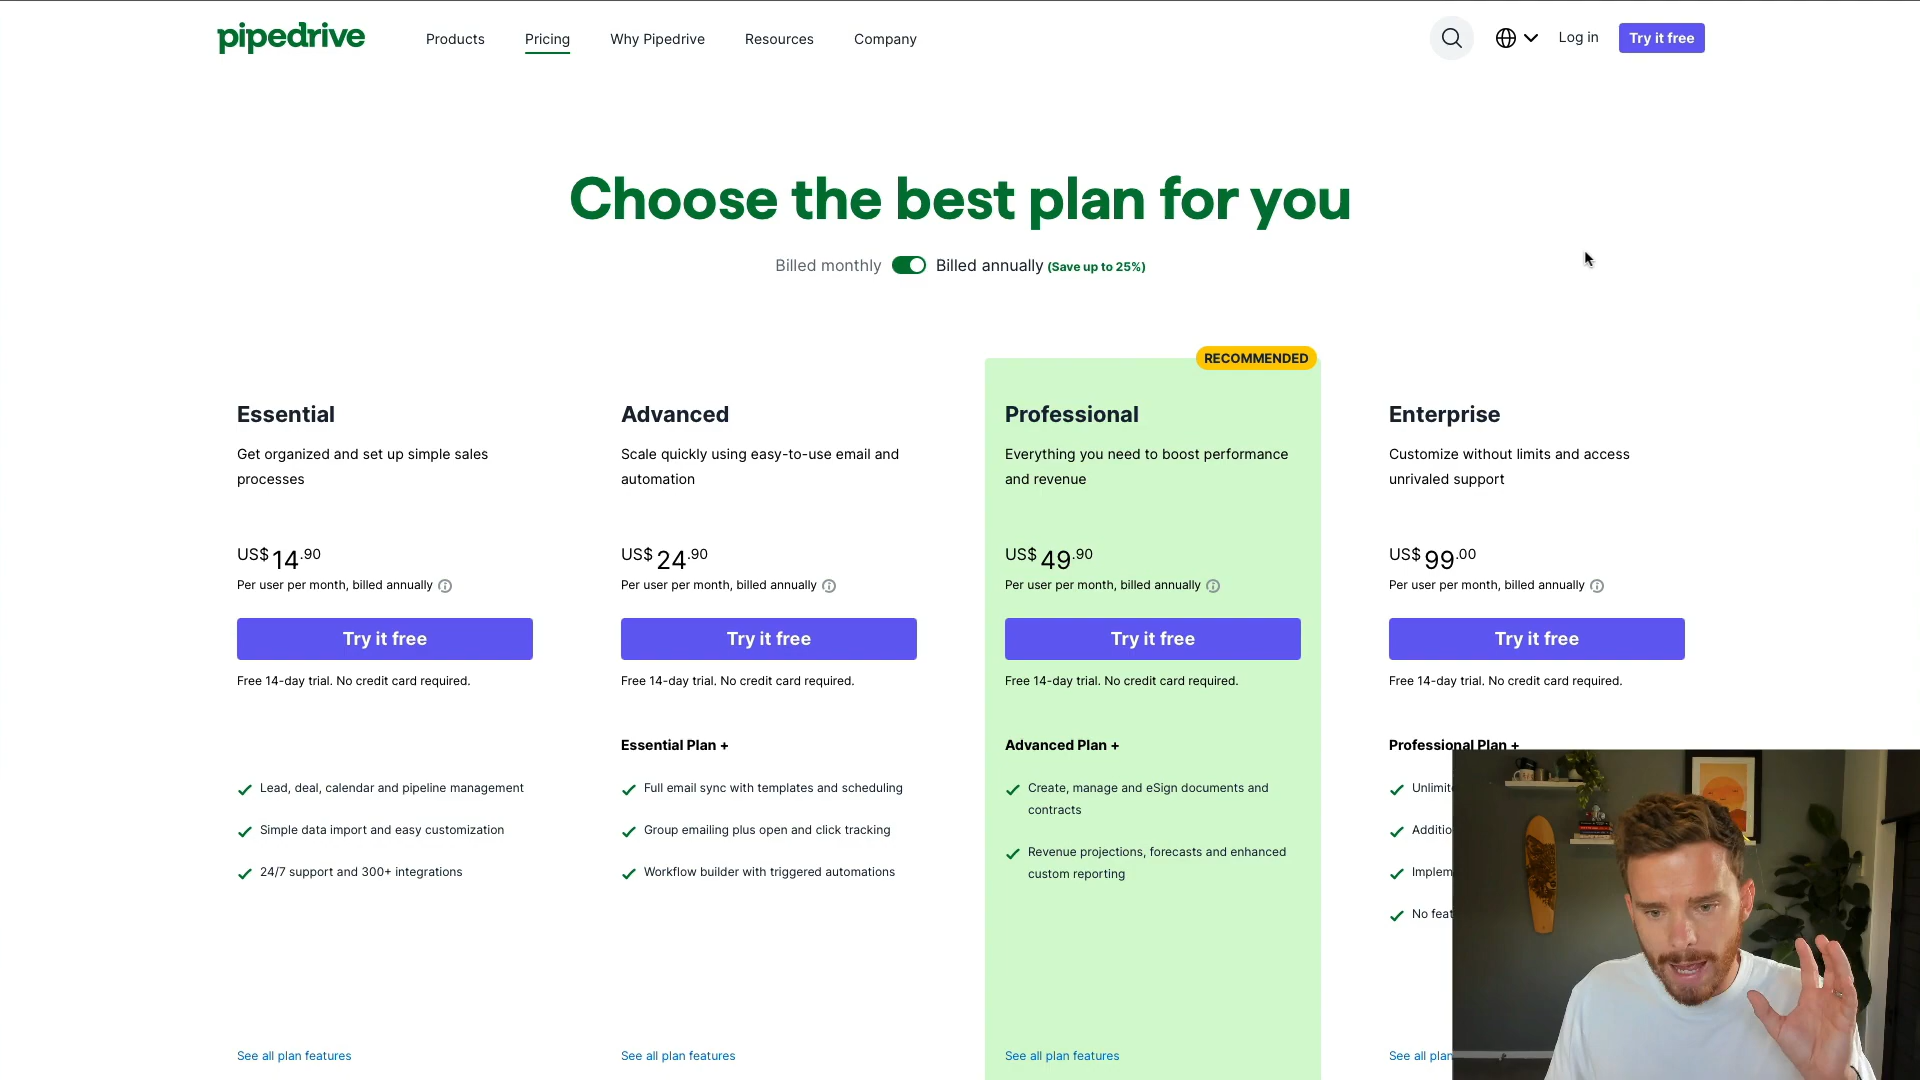 pipedrive
Products
Pricing
Why Pipedrive
Resources
Company
Log in
Try it free
Choose the best plan for you
Billed monthly
Billed annually (Save up to 25%)
RECOMMENDED
Essential
Get organized and set up simple sales
processes
US$ 14.90
Per user per month, billed annually
Try it free
Free 14-day trial. No credit card required.
Lead, deal, calendar and pipeline management
Simple data import and easy customization
24/7 support and 300+ integrations
See all plan features
Advanced
Scale quickly using easy-to-use email and
automation
US$ 24.90
Per user per month, billed annually
Try it free
Free 14-day trial. No credit card required.
Essential Plan +
Full email sync with templates and scheduling
Group emailing plus open and click tracking
Workflow builder with triggered automations
See all plan features
Professional
Everything you need to boost performance
and revenue
US$ 49.90
Per user per month, billed annually
Try it free
Free 14-day trial. No credit card required.
Advanced Plan +
Create, manage and eSign documents and
contracts
Revenue projections, forecasts and enhanced
custom reporting
See all plan features
Enterprise
Customize without limits and access
unrivaled support
US$ 99.00
Per user per month, billed annually
Try it free
Free 14-day trial. No credit card required.
Professional Plan +
No
See all plan